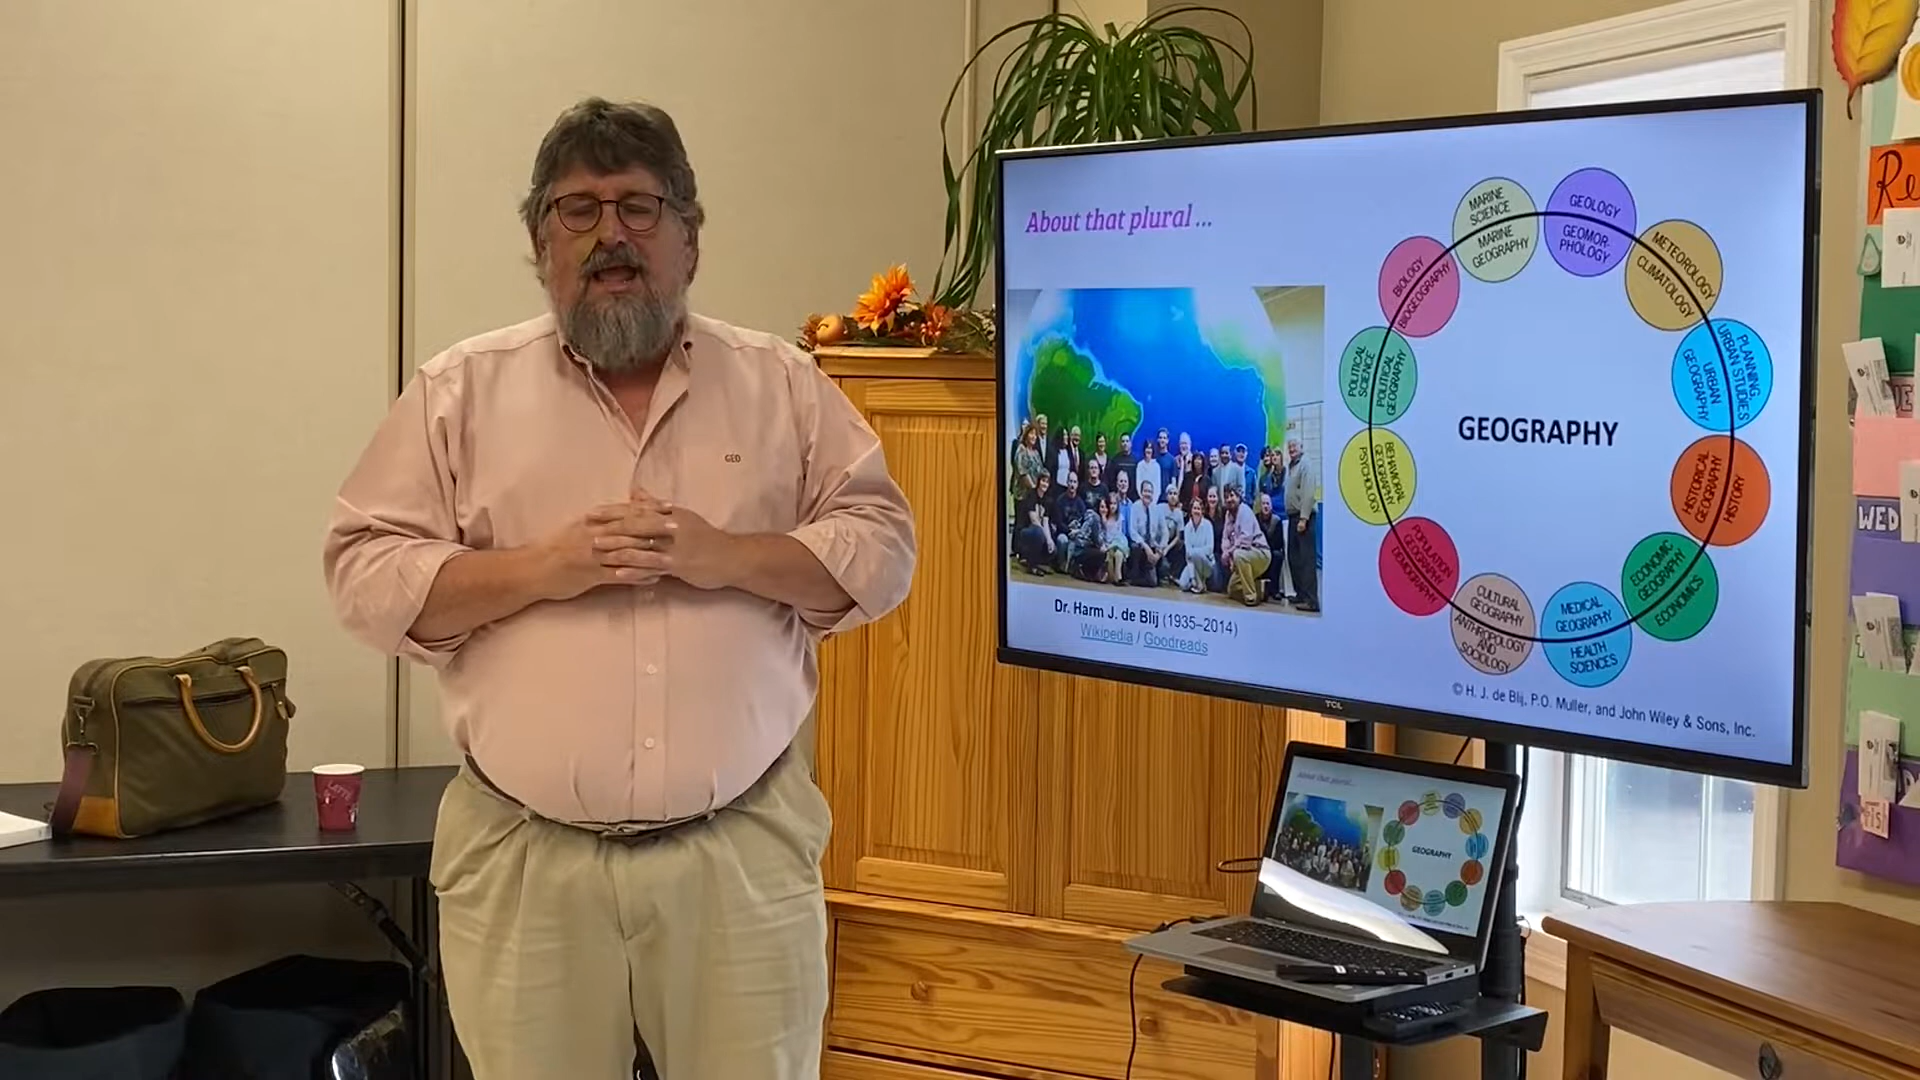 About that plural ...
Dr. Harm J. de Blij (1935–2014)
Wikipedia / Goodreads
GEOGRAPHY
MARINE
SCIENCE
MARINE
GEOGRAPHY
GEOLOGY
GEOMOR-
PHOLOGY
METEOROLOGY
CLIMATOLOGY
PLANNING,
URBAN STUDIES
URBAN
GEOGRAPHY
HISTORICAL
GEOGRAPHY
HISTORY
ECONOMIC
GEOGRAPHY
ECONOMICS
MEDICAL
GEOGRAPHY
HEALTH
SCIENCES
CULTURAL
GEOGRAPHY
ANTHROPOLOGY
AND
SOCIOLOGY
POPULATION
GEOGRAPHY
DEMOGRAPHY
BEHAVIORAL
GEOGRAPHY
PSYCHOLOGY
POLITICAL
SCIENCE
POLITICAL
GEOGRAPHY
BIOLOGY
BIOGEOGRAPHY
© H. J. de Blij, P.O. Muller, and John Wiley & Sons, Inc.
TCL
GEO
LATTE
About that plural ...
GEOGRAPHY
WED